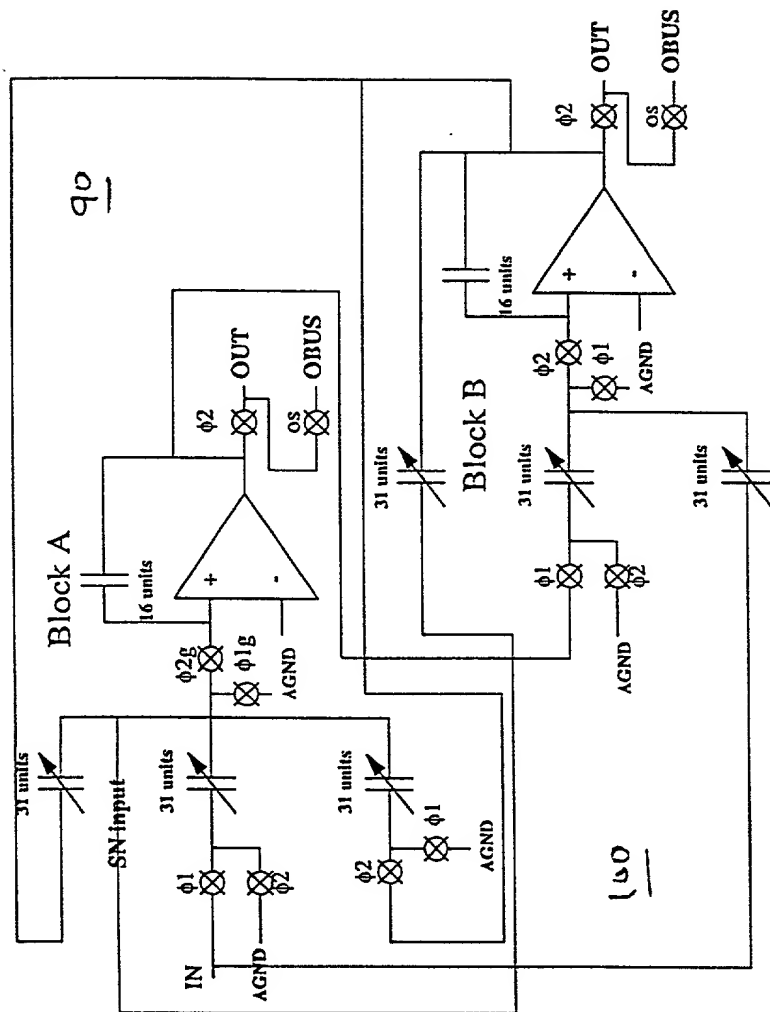 90
Block A
16 units
φ2
OUT
os
OBUS
+
-
φ2g
φ1g
AGND
31 units
SN input
31 units
IN
φ1
φ2
AGND
31 units
φ2
φ1
AGND
φ2
OUT
os
OBUS
16 units
+
-
φ2
φ1
AGND
Block B
31 units
31 units
φ1
φ2
AGND
31 units
100